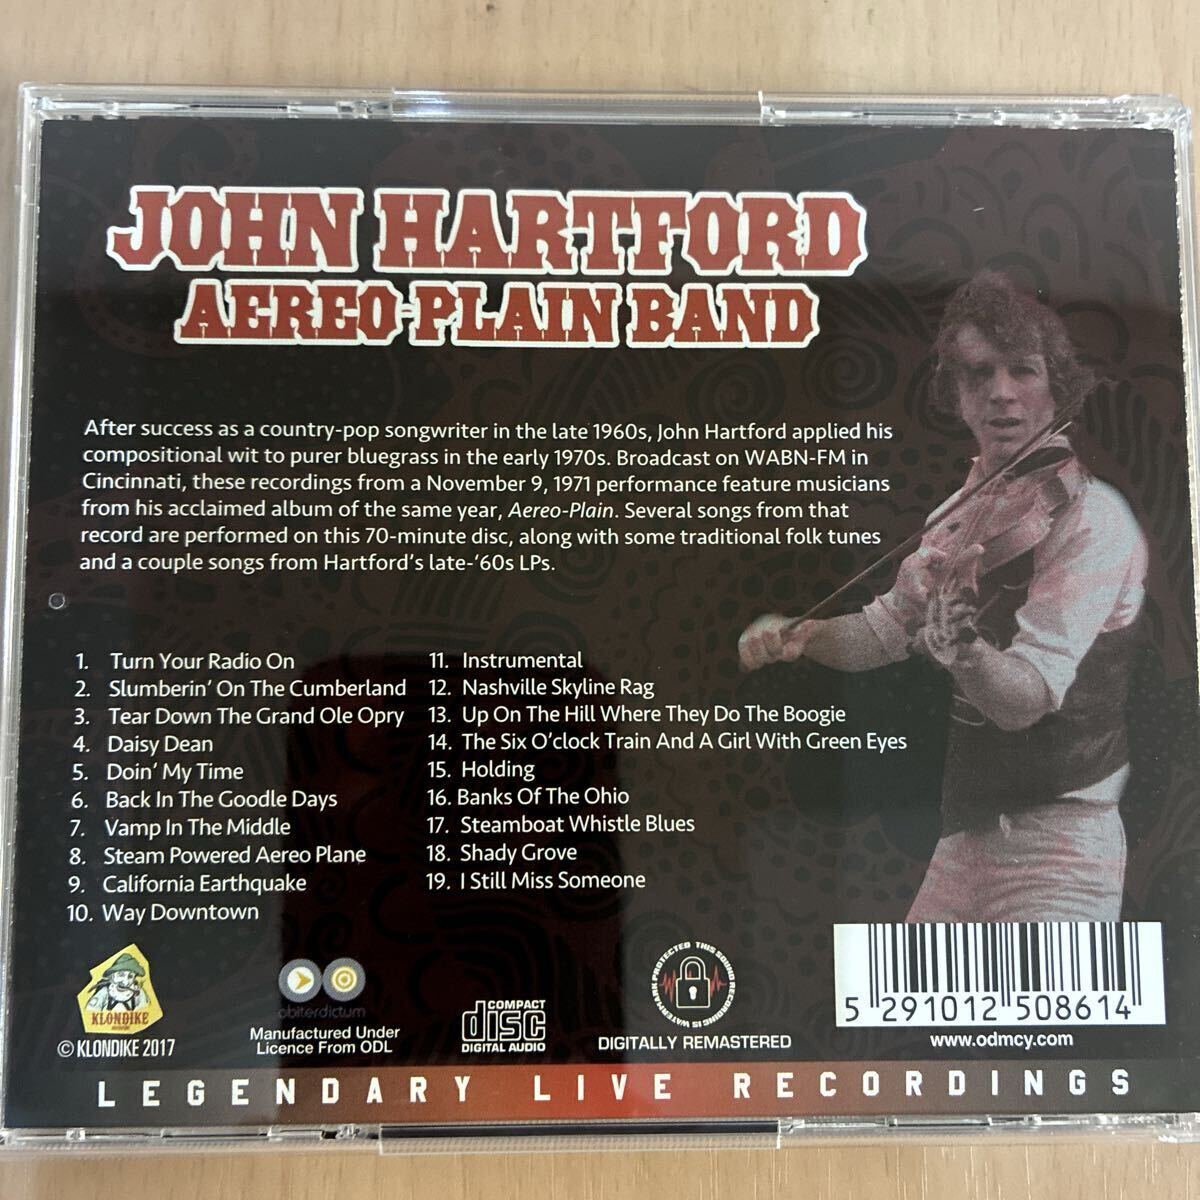 JOHN HARTFORD
AEREO-PLAIN BAND
After success as a country-pop songwriter in the late 1960s, John Hartford applied his
compositional wit to purer bluegrass in the early 1970s. Broadcast on WABN-FM in
Cincinnati, these recordings from a November 9, 1971 performance feature musicians
from his acclaimed album of the same year, Aereo-Plain. Several songs from that
record are performed on this 70-minute disc, along with some traditional folk tunes
and a couple songs from Hartford's late-'60s LPs.
1. Turn Your Radio On
2. Slumberin' On The Cumberland
3. Tear Down The Grand Ole Opry
4. Daisy Dean
5. Doin' My Time
6. Back In The Goodle Days
7. Vamp In The Middle
8. Steam Powered Aereo Plane
9. California Earthquake
10. Way Downtown
11. Instrumental
12. Nashville Skyline Rag
13. Up On The Hill Where They Do The Boogie
14. The Six O'clock Train And A Girl With Green Eyes
15. Holding
16. Banks Of The Ohio
17. Steamboat Whistle Blues
18. Shady Grove
19. I Still Miss Someone
KLONDIKE
© KLONDIKE 2017
obiterdictum
Manufactured Under
Licence From ODL
COMPACT
disc
DIGITAL AUDIO
THIS SOUND RECORDING IS WATERMARK PROTECTED
DIGITALLY REMASTERED
5 291012 508614
www.odmcy.com
LEGENDARY LIVE RECORDINGS